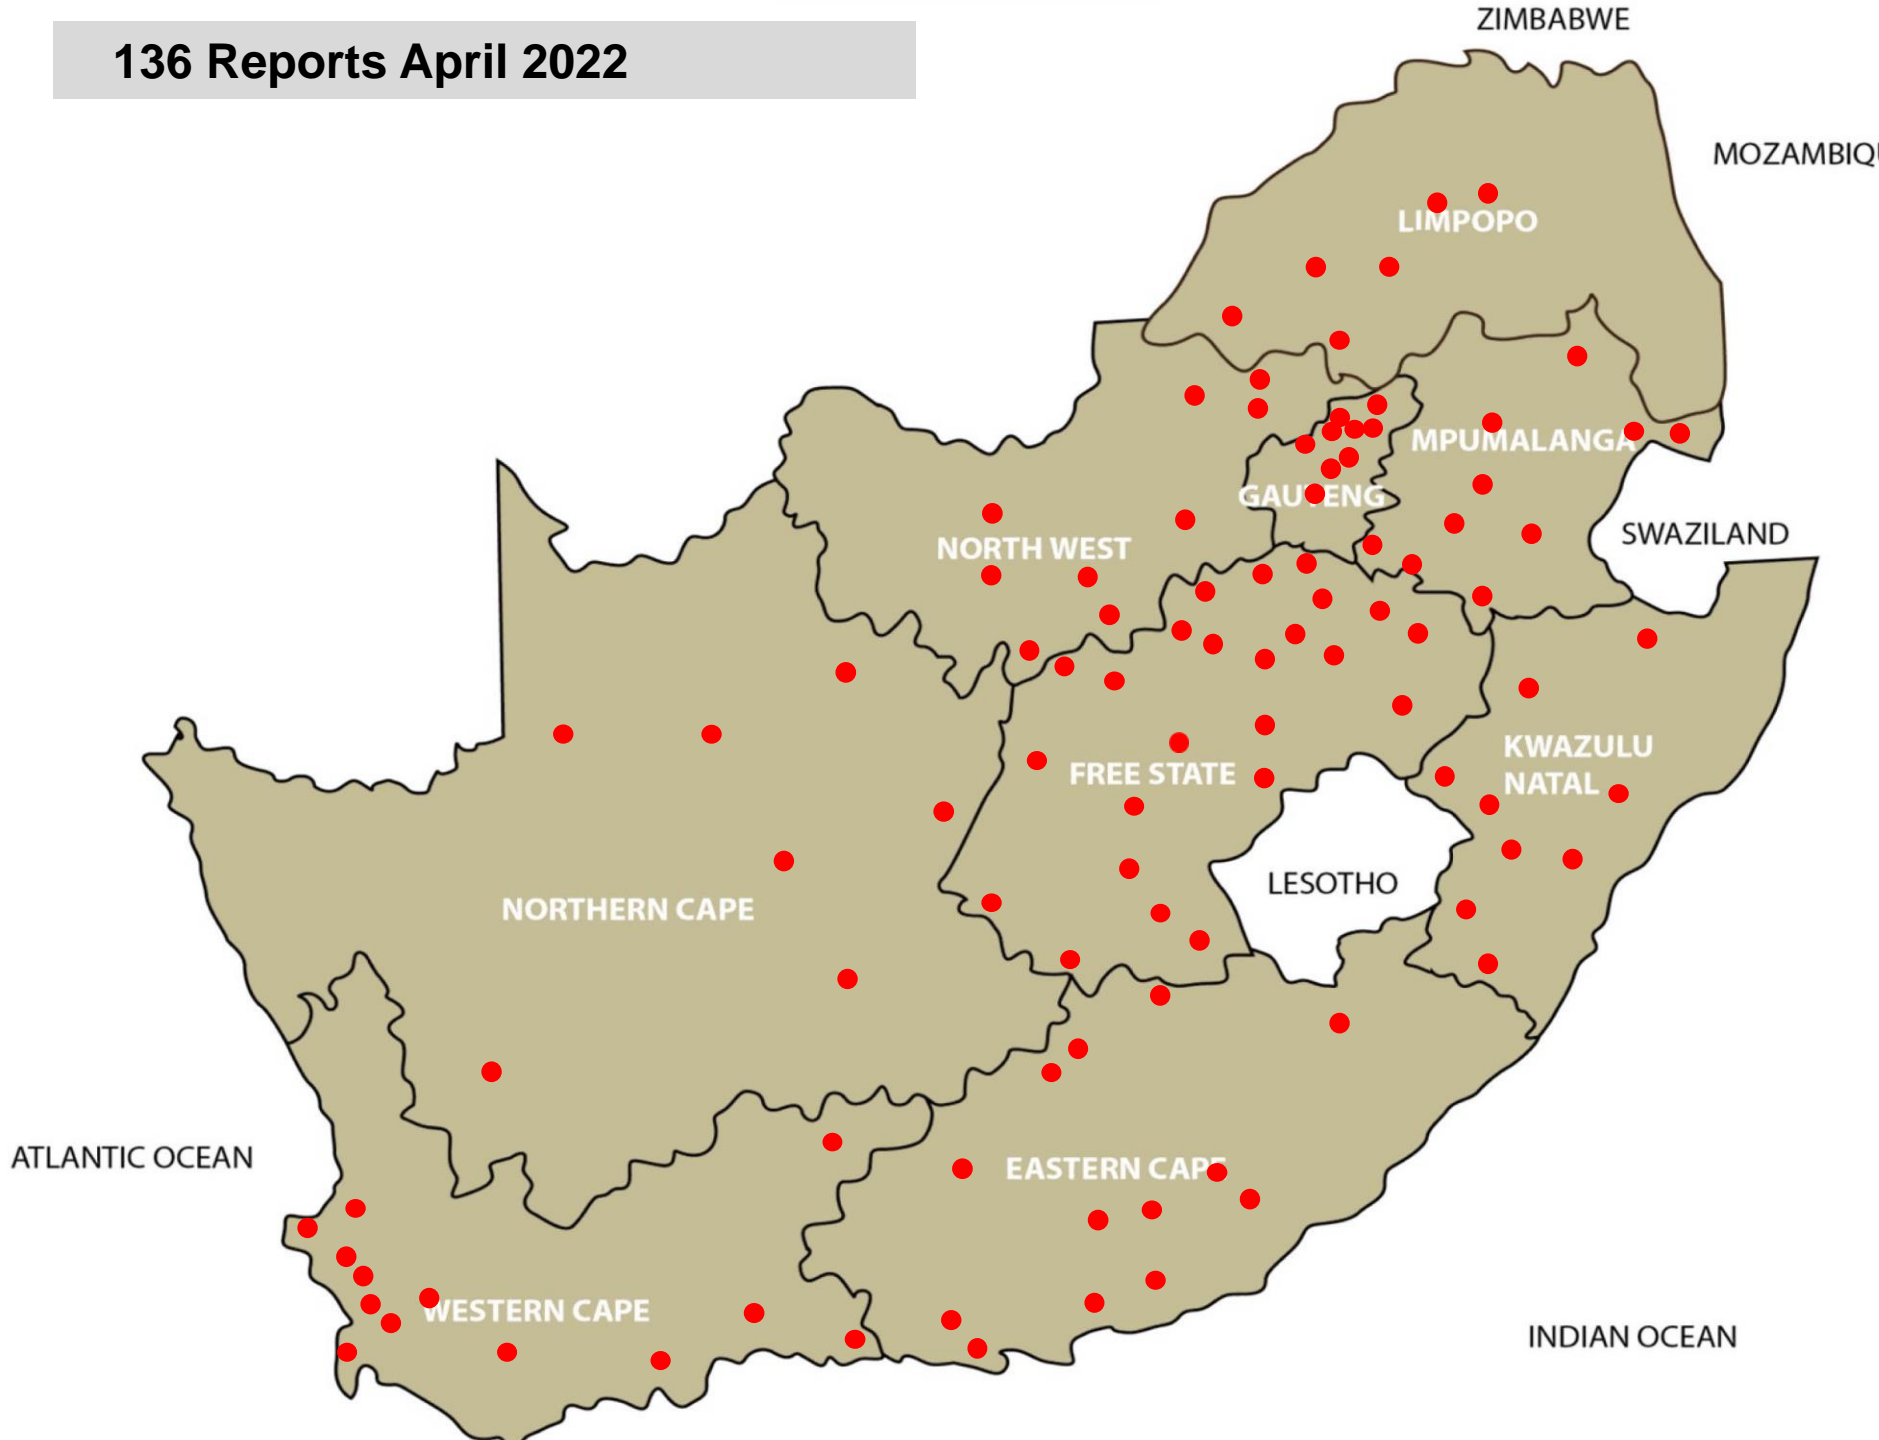 ZIMBABWE
136 Reports April 2022
MOZAMBIQU
LIMPOPO
MPUMALANGA
GAUTENG
SWAZILAND
NORTH WEST
KWAZULU
NATAL
FREE STATE
LESOTHO
NORTHERN CAPE
ATLANTIC OCEAN
EASTERN CAPE
WESTERN CAPE
INDIAN OCEAN